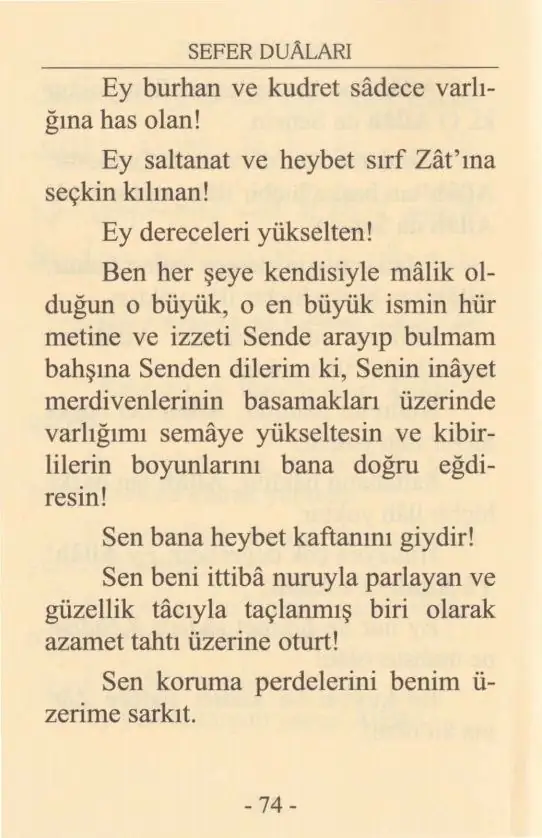 SEFER DUÂLARI
Ey burhan ve kudret sâdece varlı-
ğına has olan!
Ey saltanat ve heybet sırf Zât'ına
seçkin kılınan!
Ey dereceleri yükselten!
Ben her şeye kendisiyle mâlik ol-
duğun o büyük, o en büyük ismin hür
metine ve izzeti Sende arayıp bulmam
bahşına Senden dilerim ki, Senin inâyet
merdivenlerinin basamakları üzerinde
varlığımı semâye yükseltesin ve kibir-
lilerin boyunlarını bana doğru eğdi-
resin!
Sen bana heybet kaftanını giydir!
Sen beni ittibâ nuruyla parlayan ve
güzellik tâcıyla taçlanmış biri olarak
azamet tahtı üzerine oturt!
Sen koruma perdelerini benim ü-
zerime sarkıt.
- 74 -